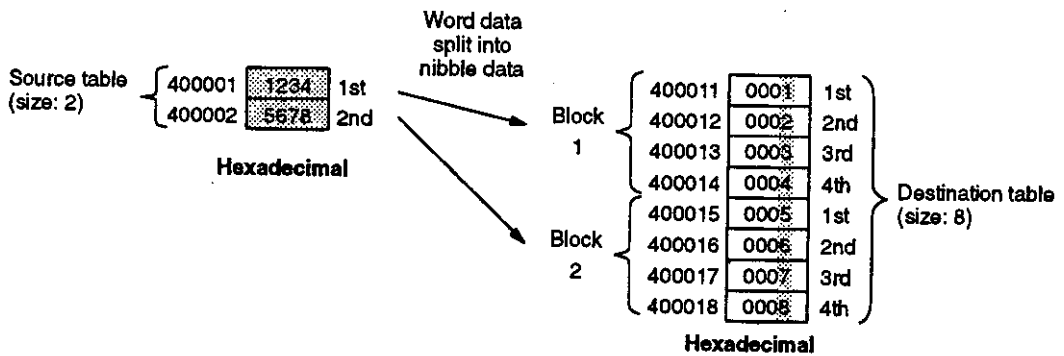 Word data
split into
nibble data
Source table
(size: 2)
400001 1234 1st
400002 5678 2nd
Hexadecimal
Block
1
Block
2
400011 0001 1st
400012 0002 2nd
400013 0003 3rd
400014 0004 4th
400015 0005 1st
400016 0006 2nd
400017 0007 3rd
400018 0008 4th
Destination table
(size: 8)
Hexadecimal